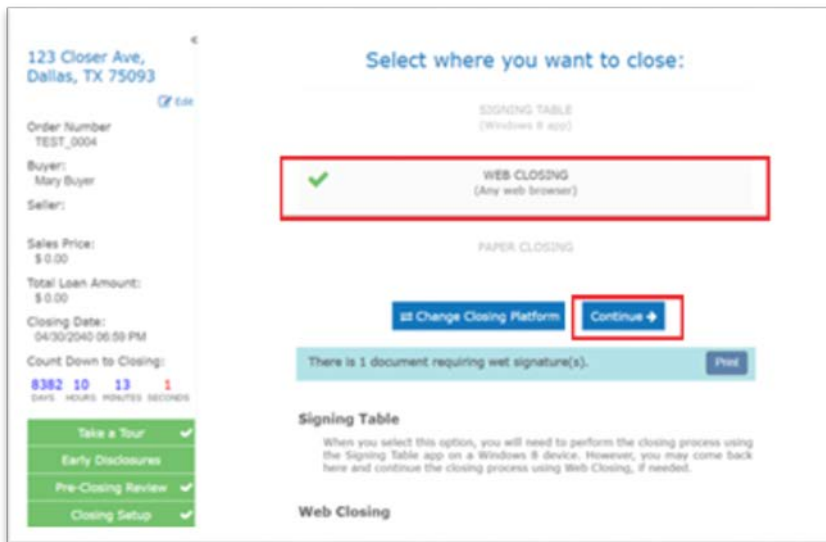 123 Closer Ave,
Dallas, TX 75093
Edit
Order Number
TEST_0004
Buyer:
Mary Buyer
Seller:
Sales Price:
$ 0.00
Total Loan Amount:
$ 0.00
Closing Date:
04/30/2040 06:59 PM
Count Down to Closing:
8382 10 13 1
DAYS HOURS MINUTES SECONDS
Take a Tour
Early Disclosures
Pre-Closing Review
Closing Setup
Select where you want to close:
SIGNING TABLE
(Windows 8 app)
WEB CLOSING
(Any web browser)
PAPER CLOSING
Change Closing Platform
Continue
There is 1 document requiring wet signature(s).
Print
Signing Table
When you select this option, you will need to perform the closing process using
the Signing Table app on a Windows 8 device. However, you may come back
here and continue the closing process using Web Closing, if needed.
Web Closing